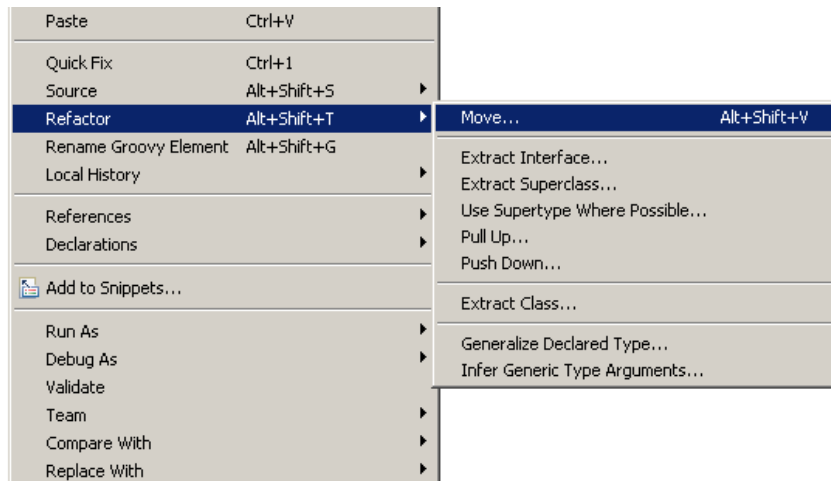 Paste Ctrl+V
Quick Fix Ctrl+1
Source Alt+Shift+S
Refactor Alt+Shift+T
Rename Groovy Element Alt+Shift+G
Local History
References
Declarations
Add to Snippets...
Run As
Debug As
Validate
Team
Compare With
Replace With
Move... Alt+Shift+V
Extract Interface...
Extract Superclass...
Use Supertype Where Possible...
Pull Up...
Push Down...
Extract Class...
Generalize Declared Type...
Infer Generic Type Arguments...